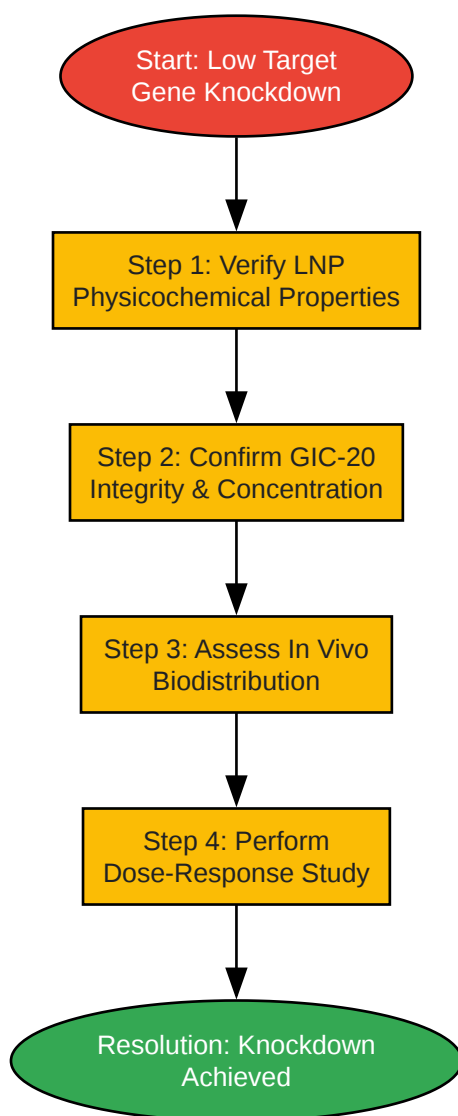 Start: Low Target
Gene Knockdown
Step 1: Verify LNP
Physicochemical Properties
Step 2: Confirm GIC-20
Integrity & Concentration
Step 3: Assess In Vivo
Biodistribution
Step 4: Perform
Dose-Response Study
Resolution: Knockdown
Achieved